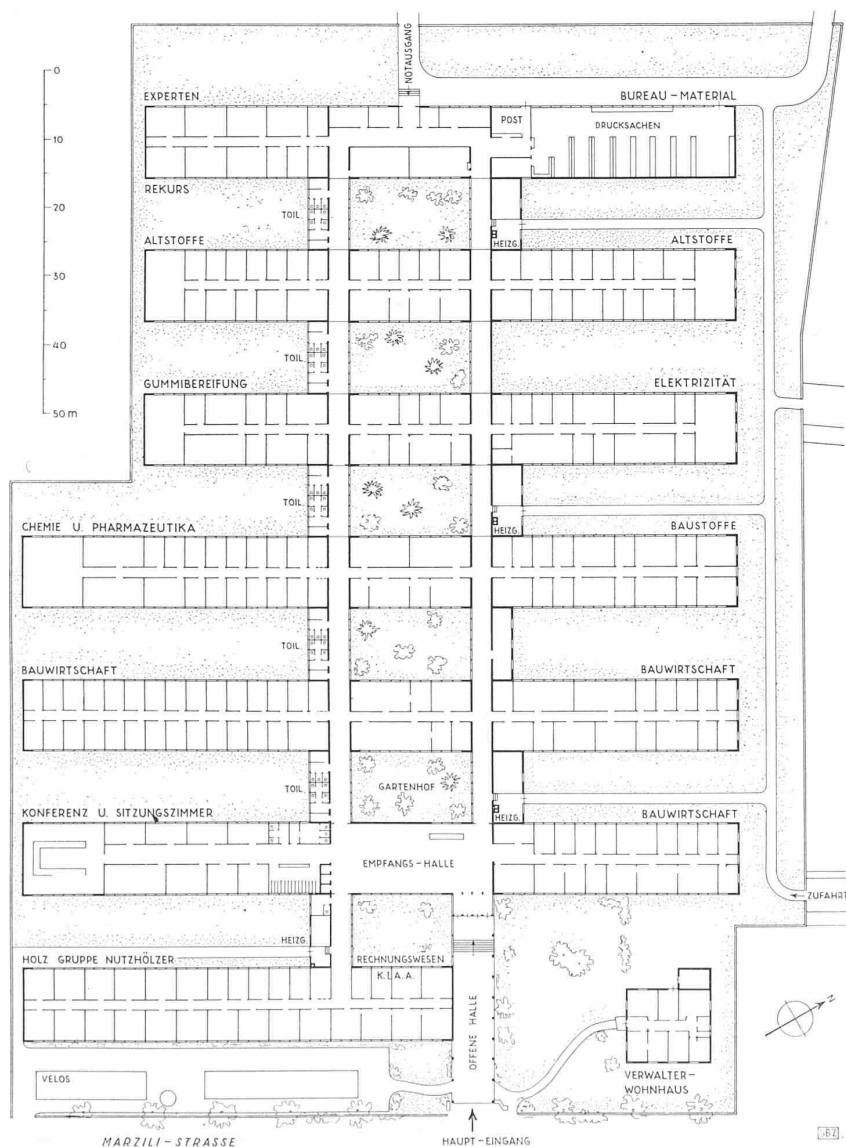 NOTAUSGANG
0
EXPERTEN
BUREAU – MATERIAL
POST
DRUCKSACHEN
10
REKURS
20
TOIL.
HEIZG.
ALTSTOFFE
ALTSTOFFE
30
40
TOIL.
GUMMIBEREIFUNG
ELEKTRIZITÄT
50 m
TOIL.
HEIZG.
CHEMIE U. PHARMAZEUTIKA
BAUSTOFFE
TOIL.
BAUWIRTSCHAFT
BAUWIRTSCHAFT
TOIL.
GARTENHOF
HEIZG.
KONFERENZ U. SITZUNGSZIMMER
BAUWIRTSCHAFT
EMPFANGS – HALLE
ZUFAHRT
HEIZG.
HOLZ GRUPPE NUTZHÖLZER
RECHNUNGSWESEN
K.I.A.A.
OFFENE HALLE
N
VELOS
VERWALTER–
WOHNHAUS
MARZILI – STRASSE
HAUPT – EINGANG
SBZ